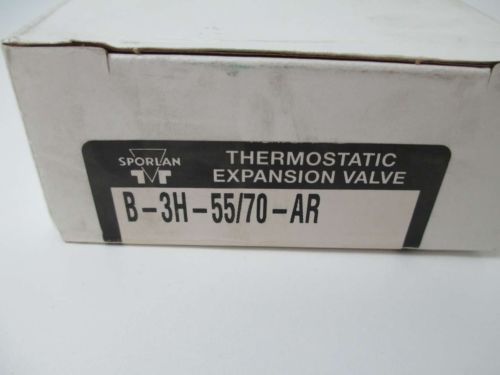 SPORLAN
THERMOSTATIC
EXPANSION VALVE
B-3H-55/70-AR